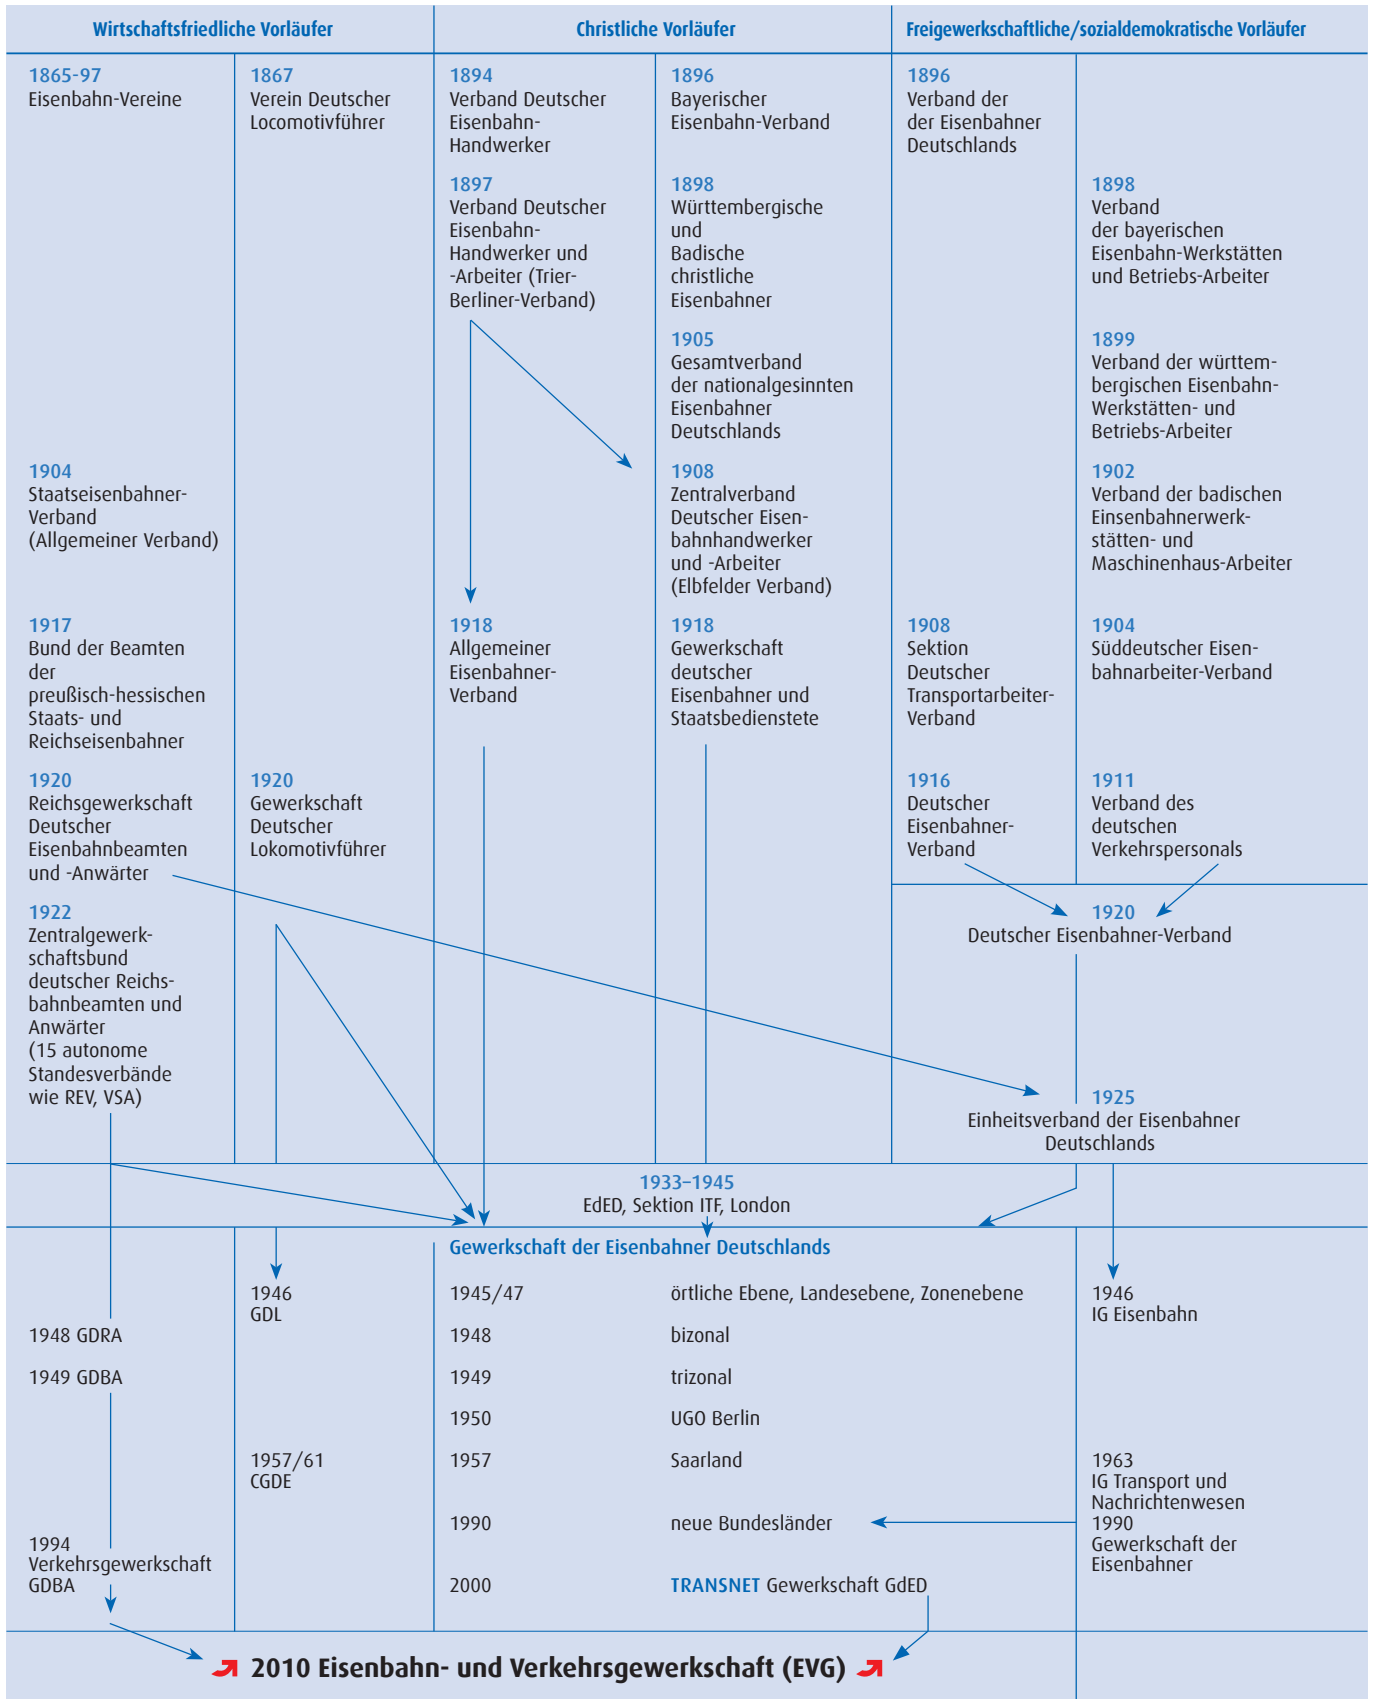 Wirtschaftsfriedliche Vorläufer
Christliche Vorläufer
Freigewerkschaftliche/sozialdemokratische Vorläufer
1865-97
Eisenbahn-Vereine
1904
Staatseisenbahner-
Verband
(Allgemeiner Verband)
1917
Bund der Beamten
der
preußisch-hessischen
Staats- und
Reichseisenbahner
1920
Reichsgewerkschaft
Deutscher
Eisenbahnbeamten
und -Anwärter
1922
Zentralgewerk-
schaftsbund
deutscher Reichs-
bahnbeamten und
Anwärter
(15 autonome
Standesverbände
wie REV, VSA)
1867
Verein Deutscher
Locomotivführer
1920
Gewerkschaft
Deutscher
Lokomotivführer
1894
Verband Deutscher
Eisenbahn-
Handwerker
1897
Verband Deutscher
Eisenbahn-
Handwerker und
-Arbeiter (Trier-
Berliner-Verband)
1918
Allgemeiner
Eisenbahner-
Verband
1896
Bayerischer
Eisenbahn-Verband
1898
Württembergische
und
Badische
christliche
Eisenbahner
1905
Gesamtverband
der nationalgesinnten
Eisenbahner
Deutschlands
1908
Zentralverband
Deutscher Eisen-
bahnhandwerker
und -Arbeiter
(Elbfelder Verband)
1918
Gewerkschaft
deutscher
Eisenbahner und
Staatsbedienstete
1896
Verband der
der Eisenbahner
Deutschlands
1908
Sektion
Deutscher
Transportarbeiter-
Verband
1916
Deutscher
Eisenbahner-
Verband
1898
Verband
der bayerischen
Eisenbahn-Werkstätten
und Betriebs-Arbeiter
1899
Verband der württem-
bergischen Eisenbahn-
Werkstätten- und
Betriebs-Arbeiter
1902
Verband der badischen
Einsenbahnerwerk-
stätten- und
Maschinenhaus-Arbeiter
1904
Süddeutscher Eisen-
bahnarbeiter-Verband
1911
Verband des
deutschen
Verkehrspersonals
1920
Deutscher Eisenbahner-Verband
1925
Einheitsverband der Eisenbahner
Deutschlands
1933–1945
EdED, Sektion ITF, London
Gewerkschaft der Eisenbahner Deutschlands
1948 GDRA
1949 GDBA
1994
Verkehrsgewerkschaft
GDBA
1946
GDL
1957/61
CGDE
1945/47 örtliche Ebene, Landesebene, Zonenebene
1948 bizonal
1949 trizonal
1950 UGO Berlin
1957 Saarland
1990 neue Bundesländer
2000 TRANSNET Gewerkschaft GdED
1946
IG Eisenbahn
1963
IG Transport und
Nachrichtenwesen
1990
Gewerkschaft der
Eisenbahner
2010 Eisenbahn- und Verkehrsgewerkschaft (EVG)